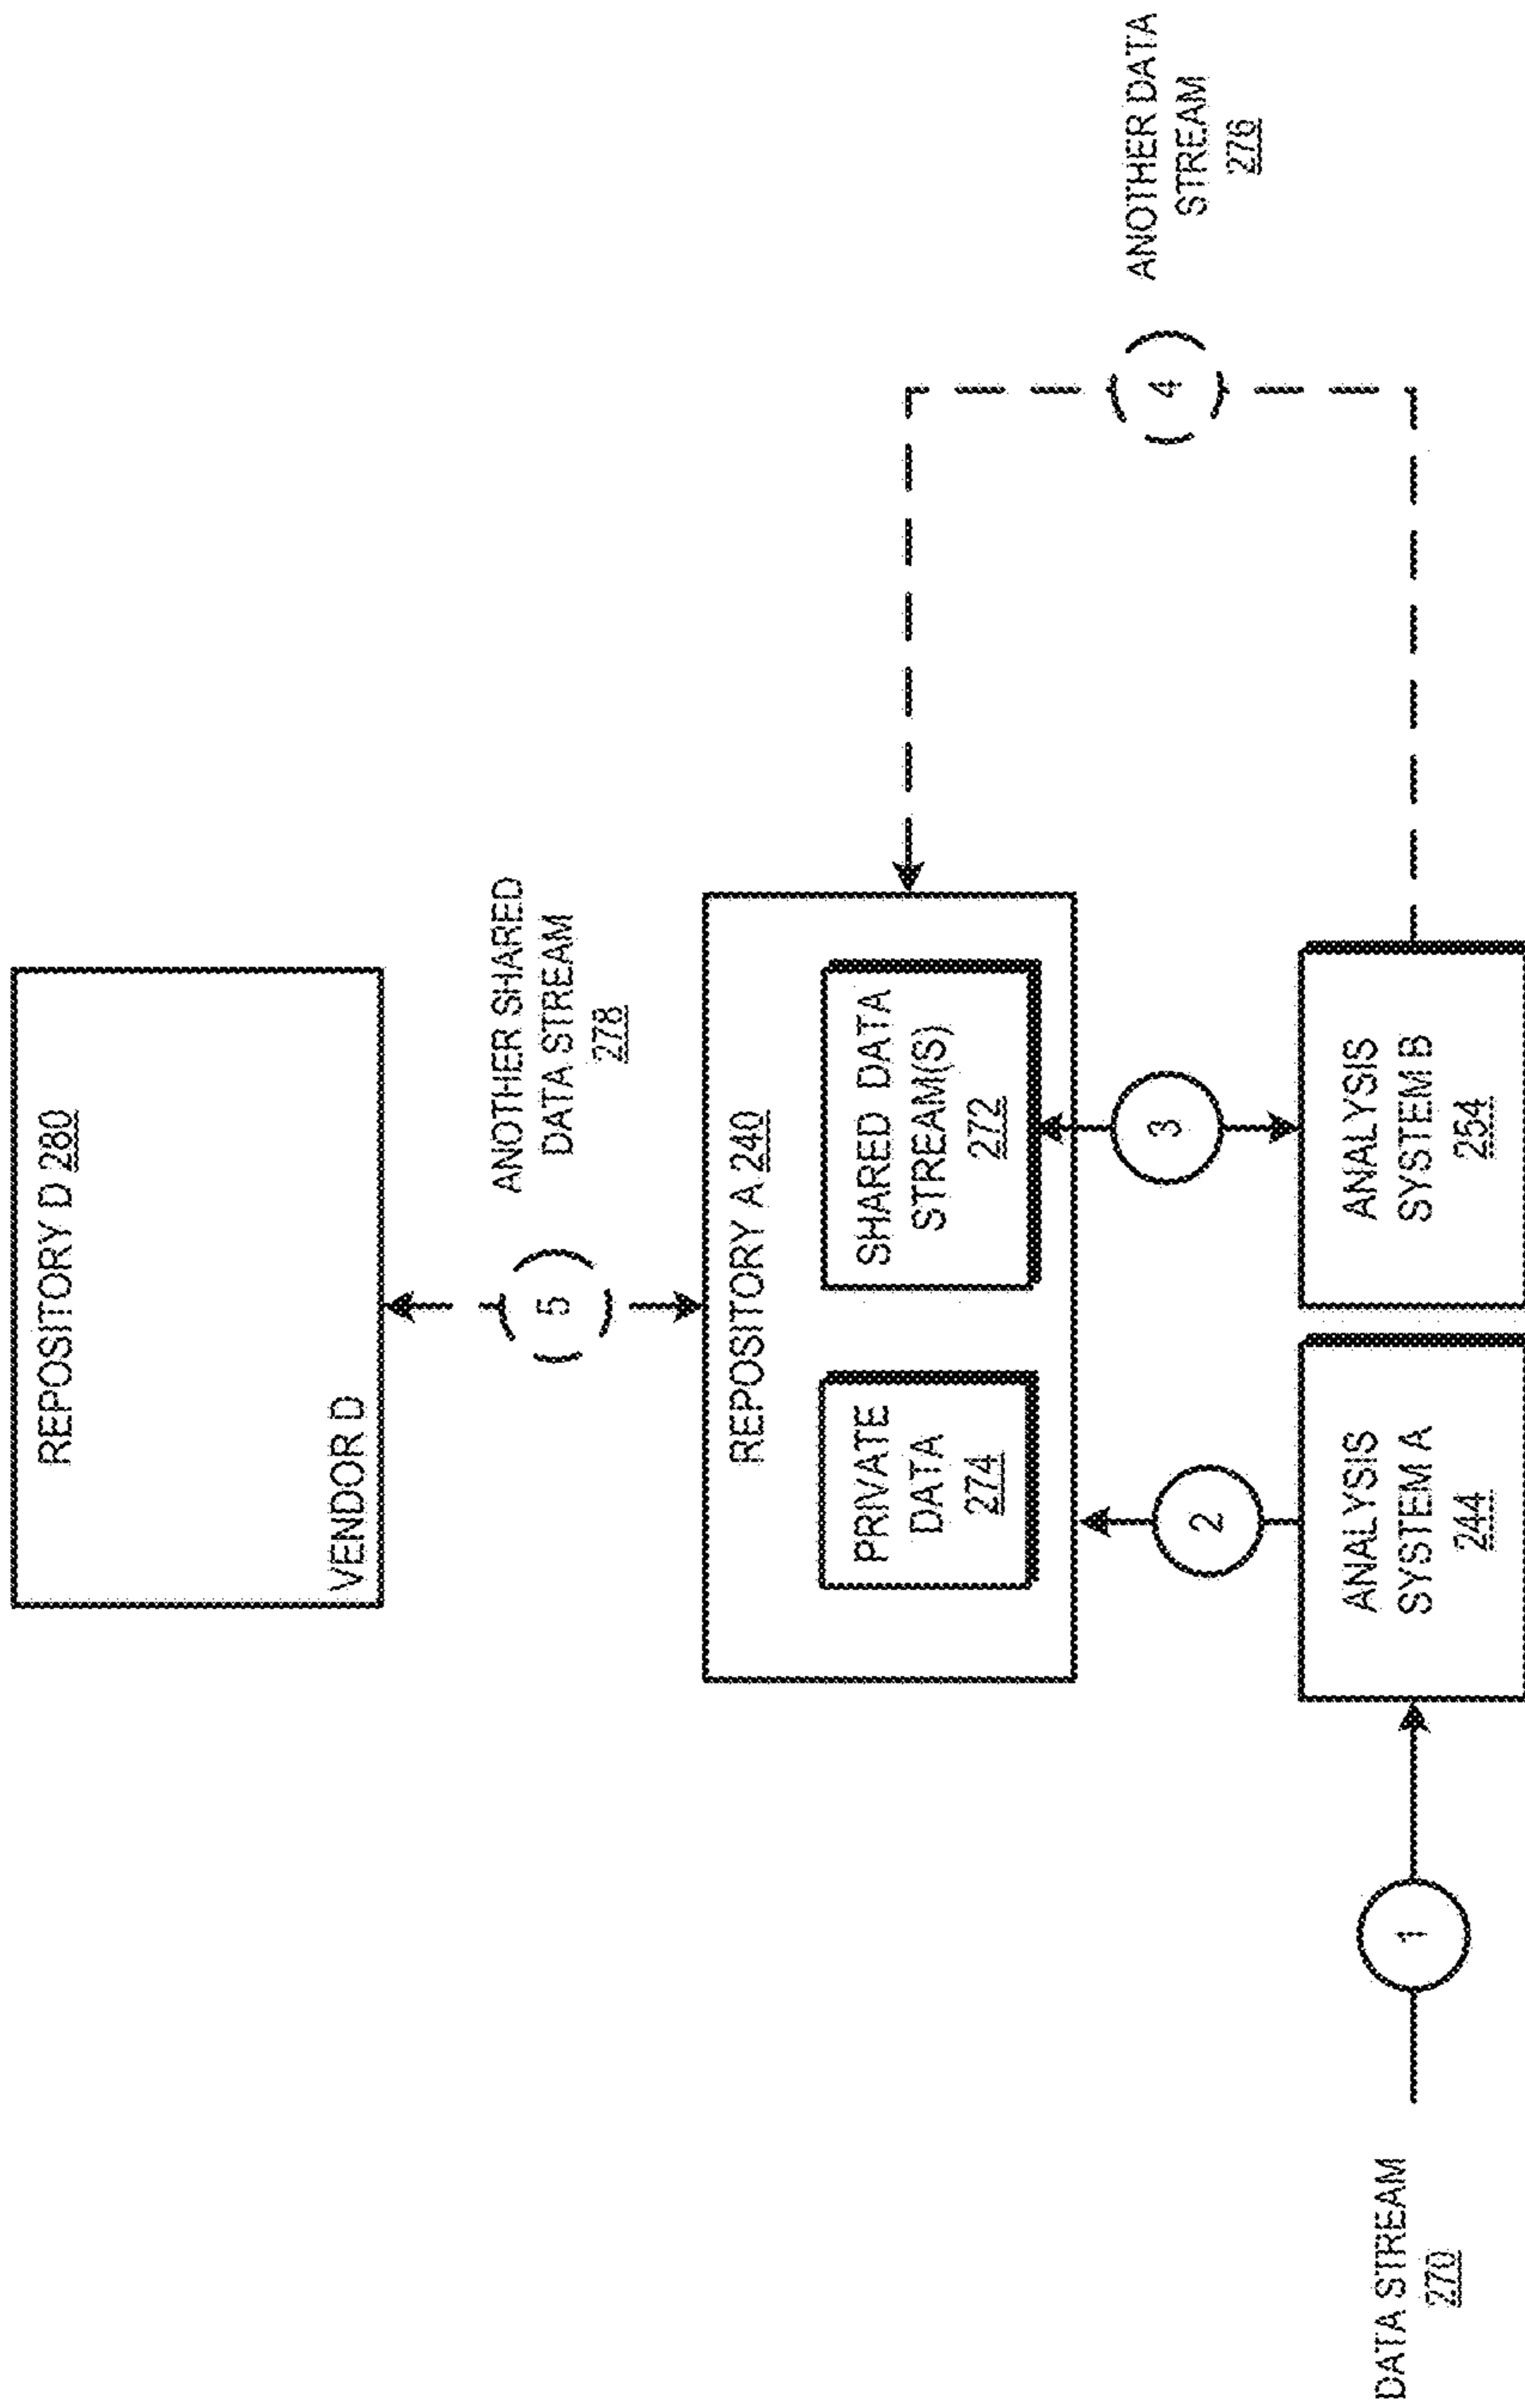 REPOSITORY D 280
VENDOR D
5
ANOTHER SHARED
DATA STREAM
278
REPOSITORY A 240
PRIVATE
DATA
274
SHARED DATA
STREAM(S)
272
2
3
4
ANOTHER DATA
STREAM
276
DATA STREAM
270
1
ANALYSIS
SYSTEM A
244
ANALYSIS
SYSTEM B
254